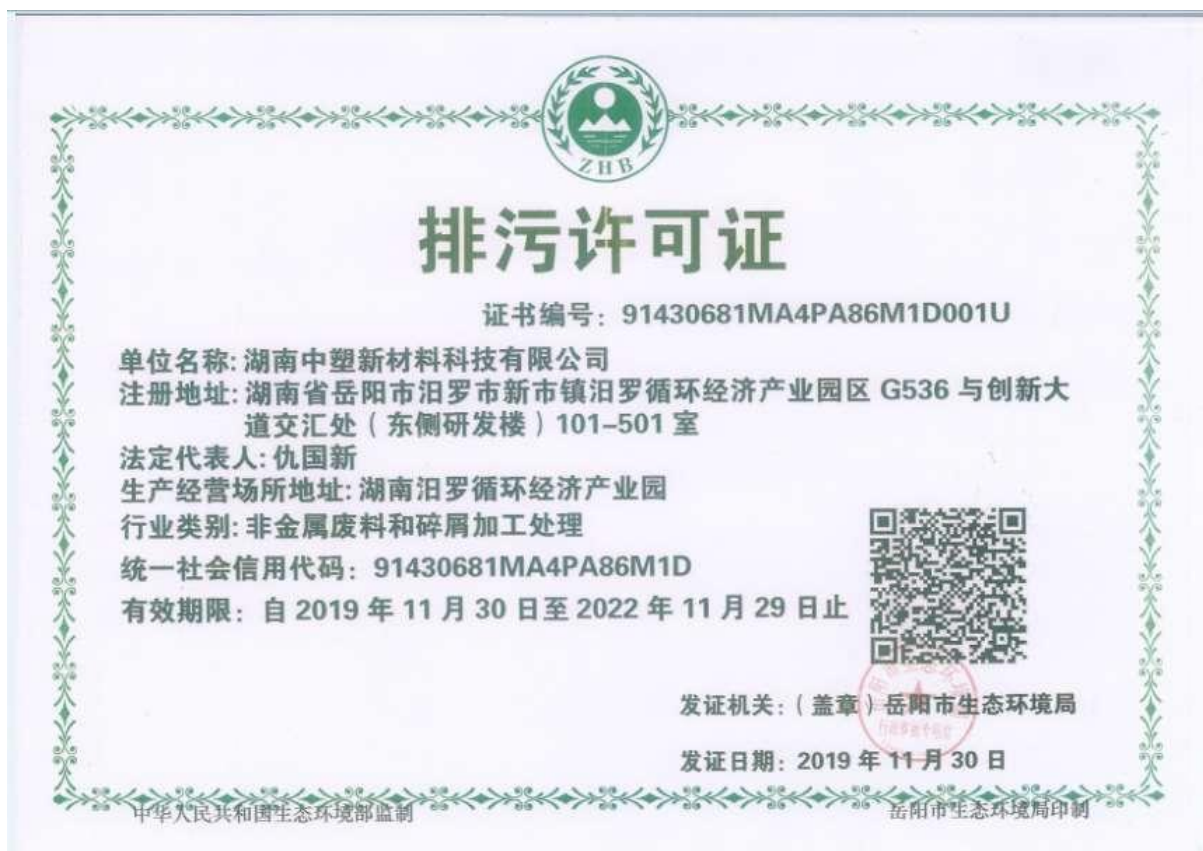 ZHB
排污许可证
证书编号：91430681MA4PA86M1D001U
单位名称:湖南中塑新材料科技有限公司
注册地址:湖南省岳阳市汨罗市新市镇汨罗循环经济产业园区 G536 与创新大
道交汇处（东侧研发楼）101–501 室
法定代表人:仇国新
生产经营场所地址:湖南汨罗循环经济产业园
行业类别:非金属废料和碎屑加工处理
统一社会信用代码：91430681MA4PA86M1D
有效期限：自 2019 年 11 月 30 日至 2022 年 11 月 29 日止
发证机关：（盖章）岳阳市生态环境局
发证日期：2019 年 11 月 30 日
中华人民共和国生态环境部监制
岳阳市生态环境局印制